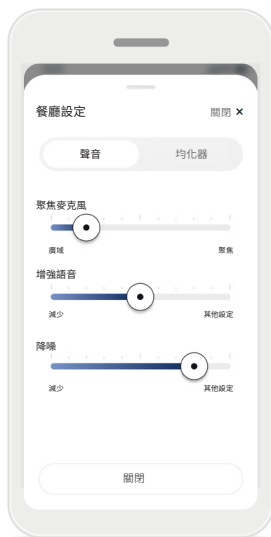 餐廳設定 關閉 ×
聲音 均化器
聚焦麥克風
廣域 聚焦
增強語音
減少 其他設定
降噪
減少 其他設定
關閉